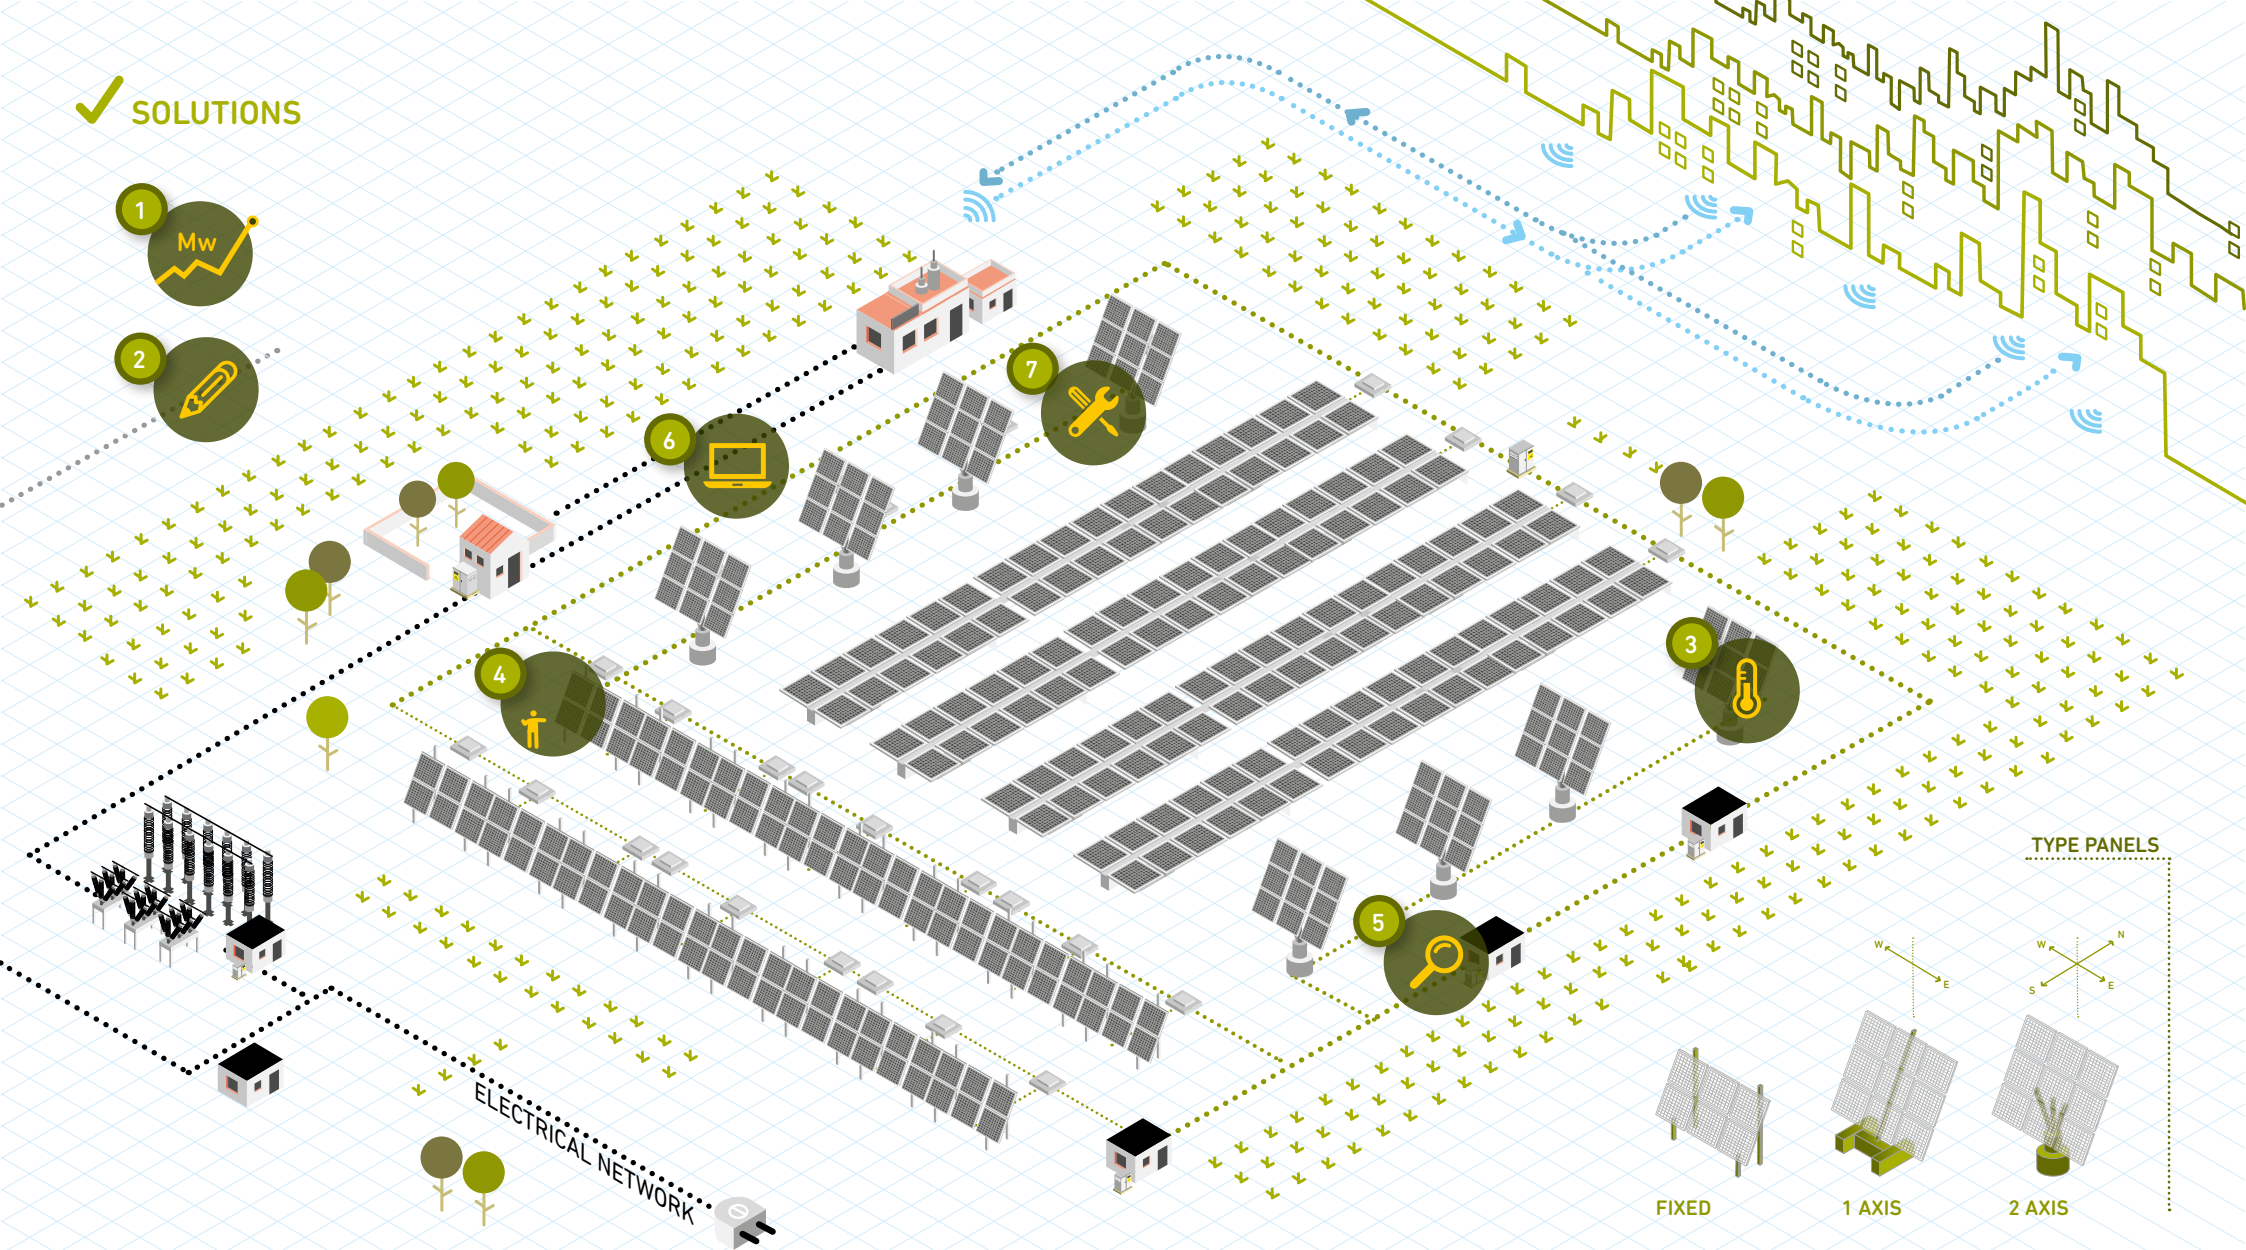 SOLUTIONS
1
Mw
2
7
6
3
4
5
TYPE PANELS
W
E
W
N
S
E
FIXED
1 AXIS
2 AXIS
ELECTRICAL NETWORK